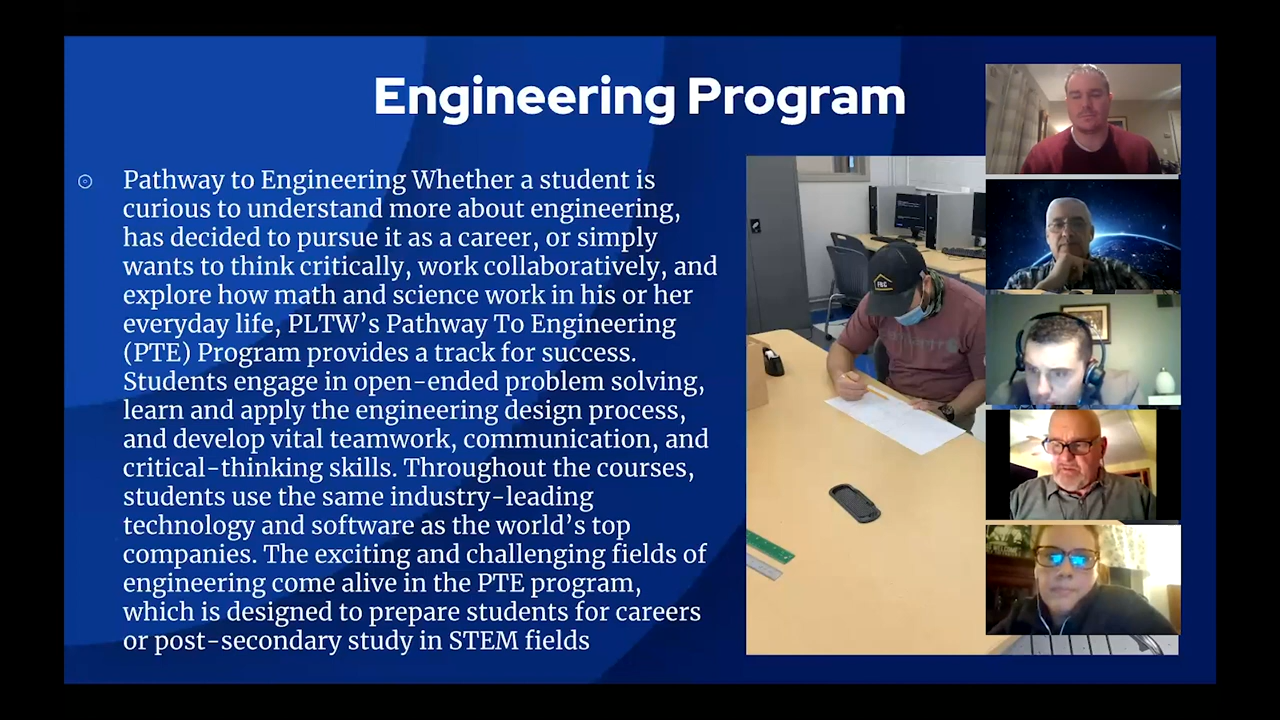 Engineering Program
Pathway to Engineering Whether a student is
curious to understand more about engineering,
has decided to pursue it as a career, or simply
wants to think critically, work collaboratively, and
explore how math and science work in his or her
everyday life, PLTW's Pathway To Engineering
(PTE) Program provides a track for success.
Students engage in open-ended problem solving,
learn and apply the engineering design process,
and develop vital teamwork, communication, and
critical-thinking skills. Throughout the courses,
students use the same industry-leading
technology and software as the world's top
companies. The exciting and challenging fields of
engineering come alive in the PTE program,
which is designed to prepare students for careers
or post-secondary study in STEM fields